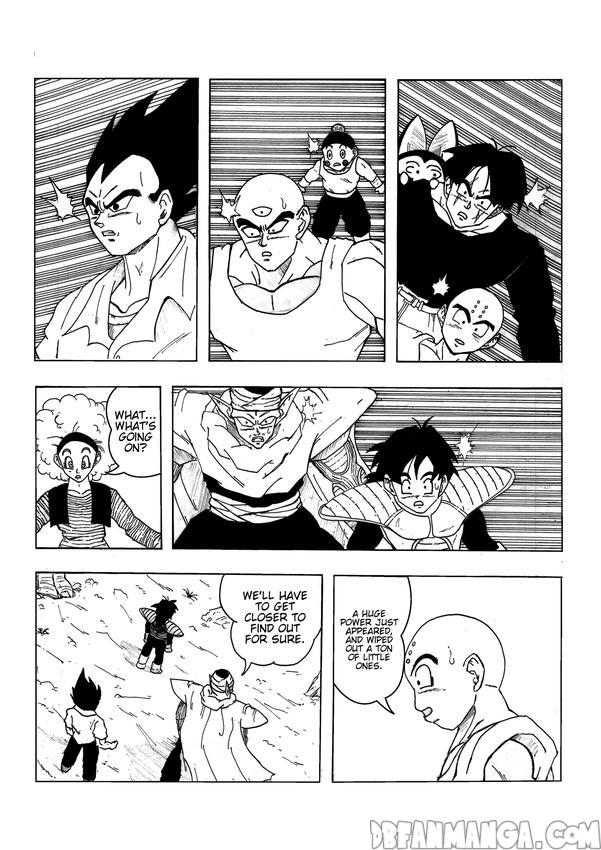 WHAT...
WHAT'S
GOING
ON?
A HUGE
POWER JUST
APPEARED,
AND WIPED
OUT A TON
OF LITTLE
ONES.
WE'LL HAVE
TO GET
CLOSER TO
FIND OUT
FOR SURE.
DBFANMANGA.COM